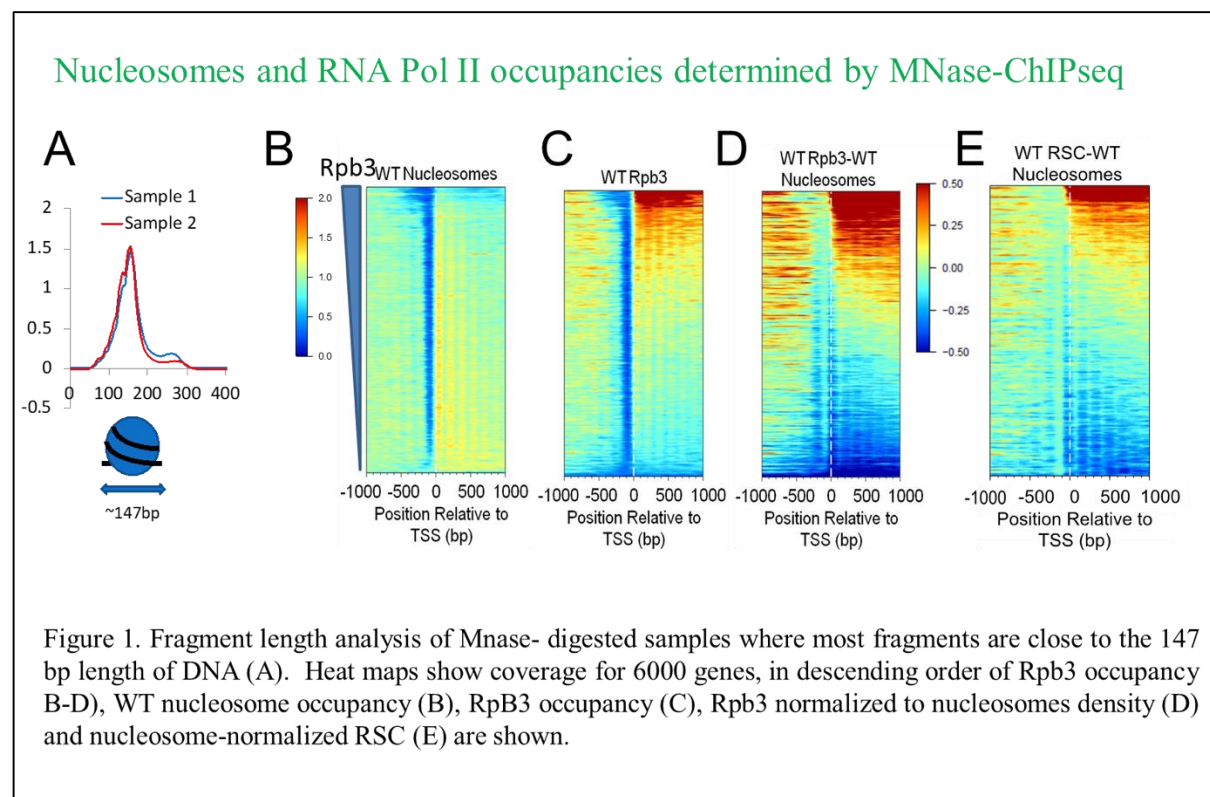 Nucleosomes and RNA Pol II occupancies determined by MNase-ChIPseq
A
Sample 1
Sample 2
2
1.5
1
0.5
0
-0.5
0 100 200 300 400
~147bp
B
Rpb3
WT Nucleosomes
2.0
1.5
1.0
0.5
0.0
-1000 -500 0 500 1000
Position Relative to
TSS (bp)
C
WT Rpb3
-1000 -500 0 500 1000
Position Relative to
TSS (bp)
D
WT Rpb3-WT
Nucleosomes
0.50
0.25
0.00
-0.25
-0.50
-1000 -500 0 500 1000
Position Relative to
TSS (bp)
E
WT RSC-WT
Nucleosomes
-1000 -500 0 500 1000
Position Relative to
TSS (bp)
Figure 1. Fragment length analysis of Mnase- digested samples where most fragments are close to the 147
bp length of DNA (A). Heat maps show coverage for 6000 genes, in descending order of Rpb3 occupancy
B-D), WT nucleosome occupancy (B), RpB3 occupancy (C), Rpb3 normalized to nucleosomes density (D)
and nucleosome-normalized RSC (E) are shown.